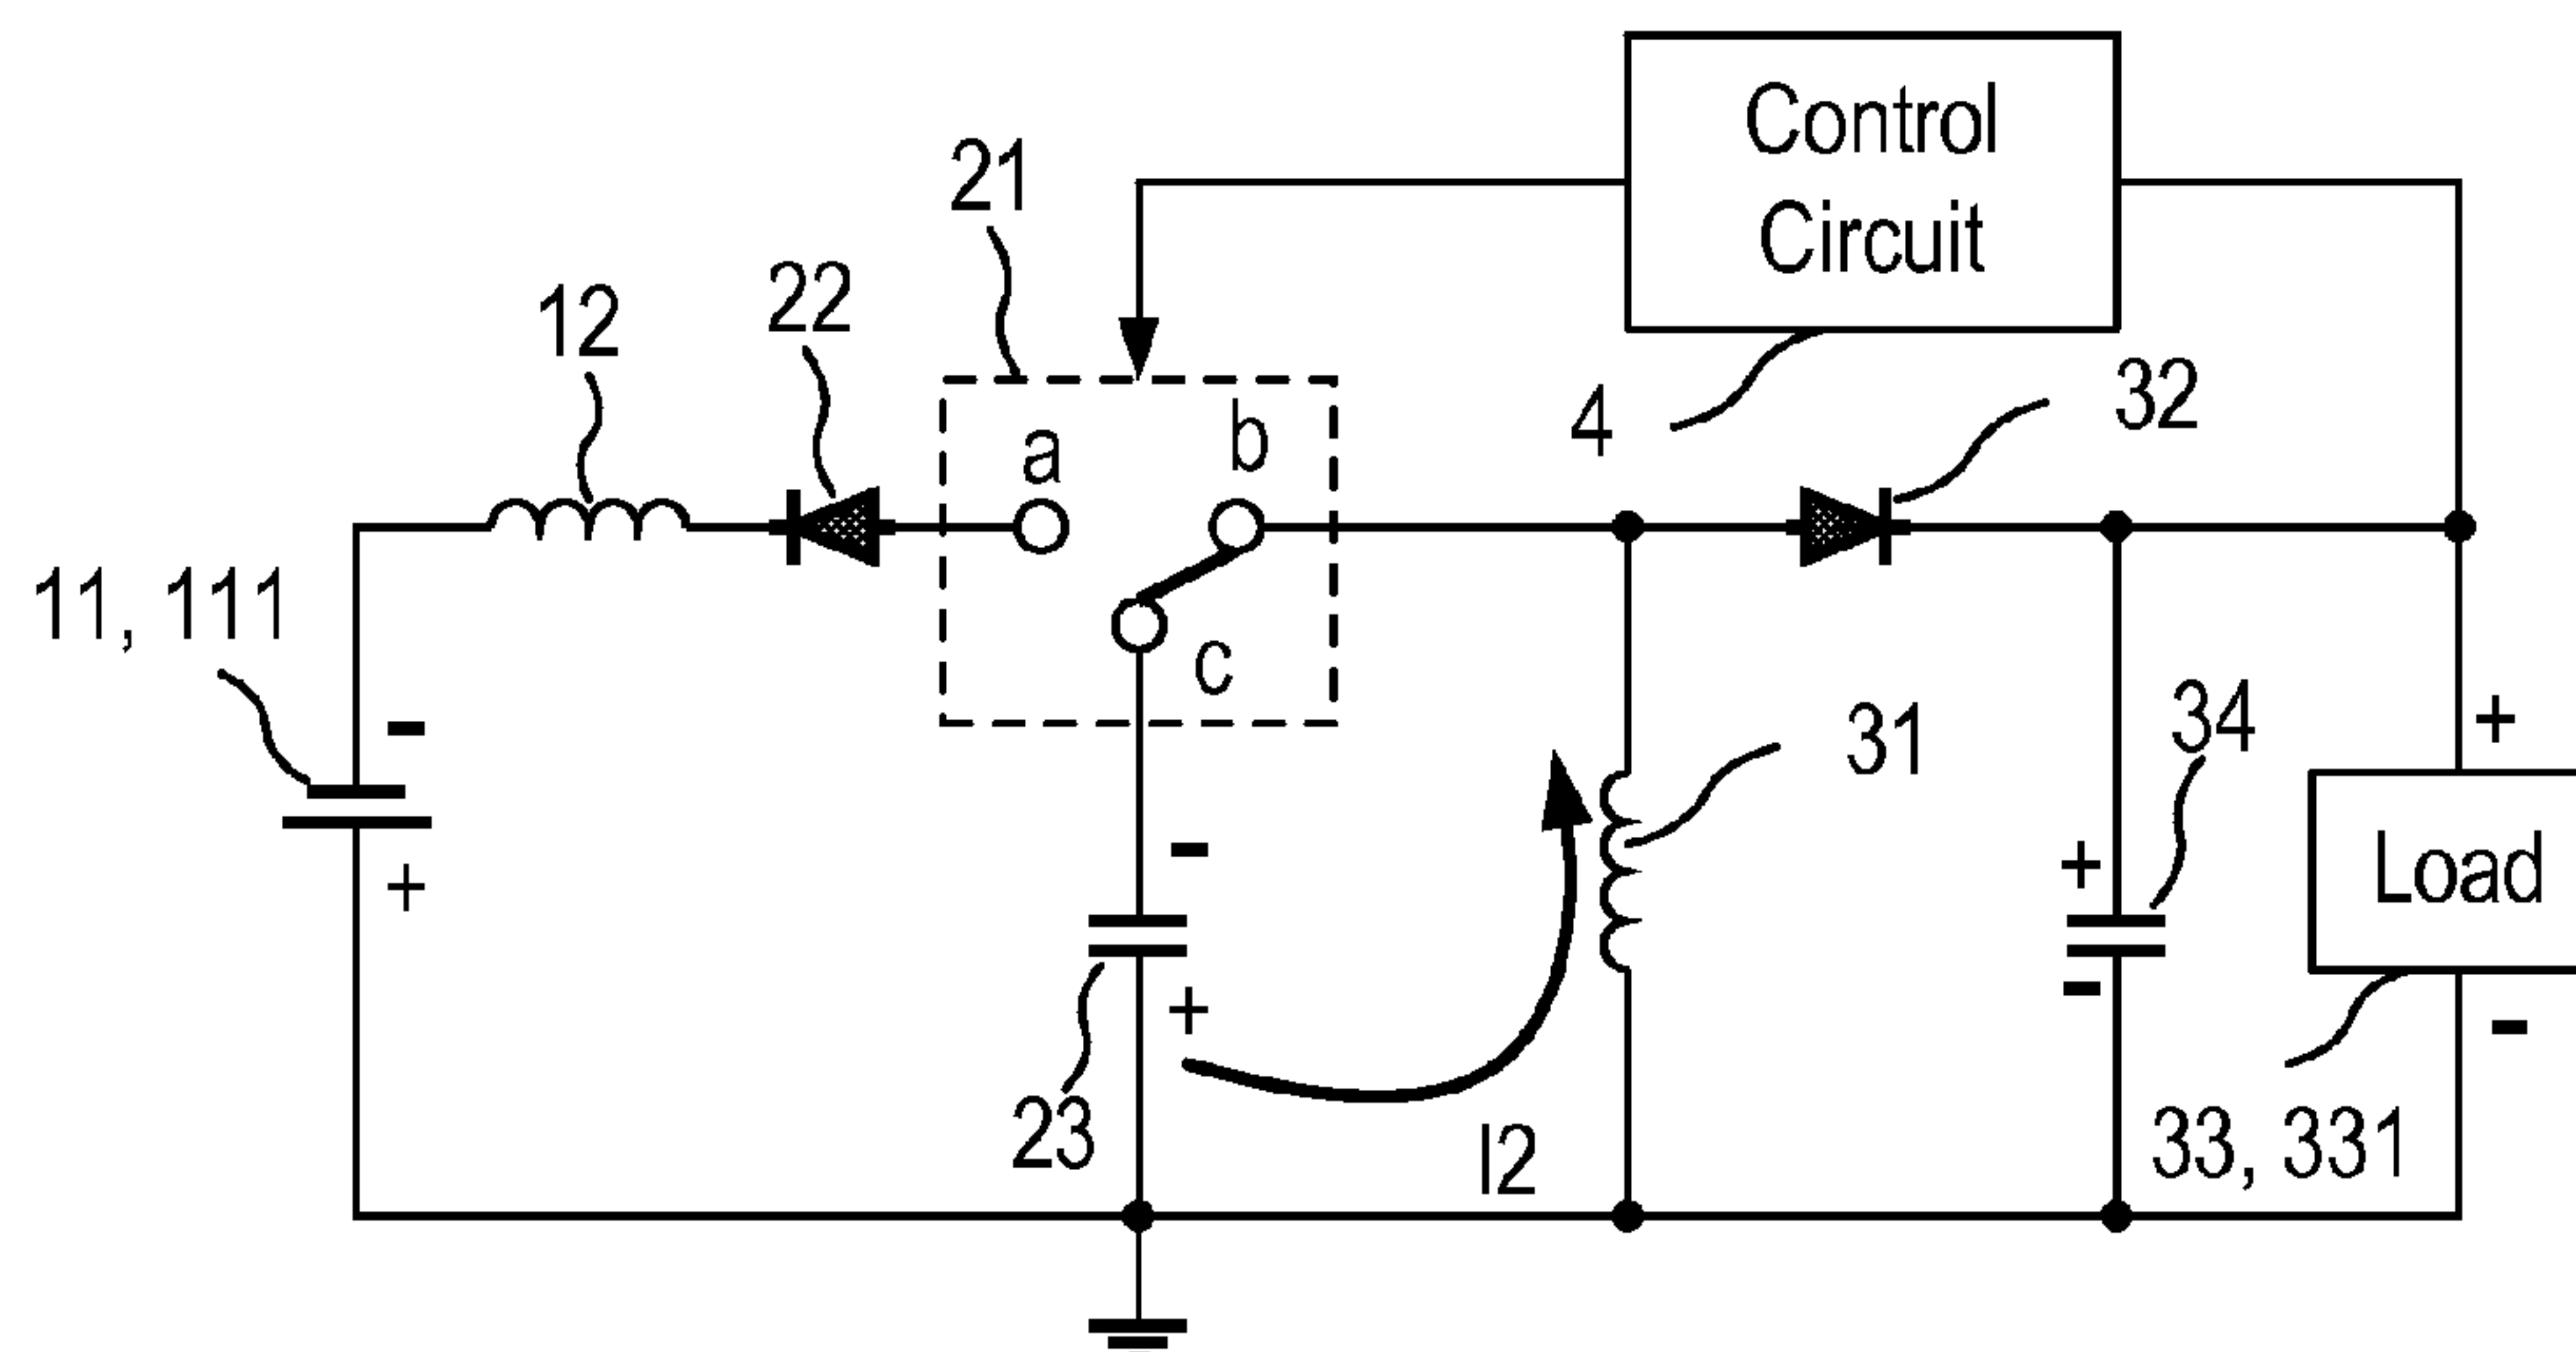 Control
Circuit
21
22
12
4
32
a
b
c
11, 111
-
+
31
34
+
-
+
Load
-
-
+
23
I2
33, 331